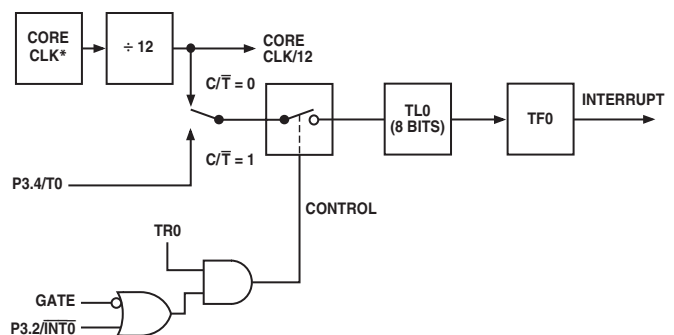 CORE
CLK*
÷ 12
CORE
CLK/12
C/T̅ = 0
TL0
(8 BITS)
TF0
INTERRUPT
C/T̅ = 1
P3.4/T0
CONTROL
TR0
GATE
P3.2/I̅N̅T̅0̅